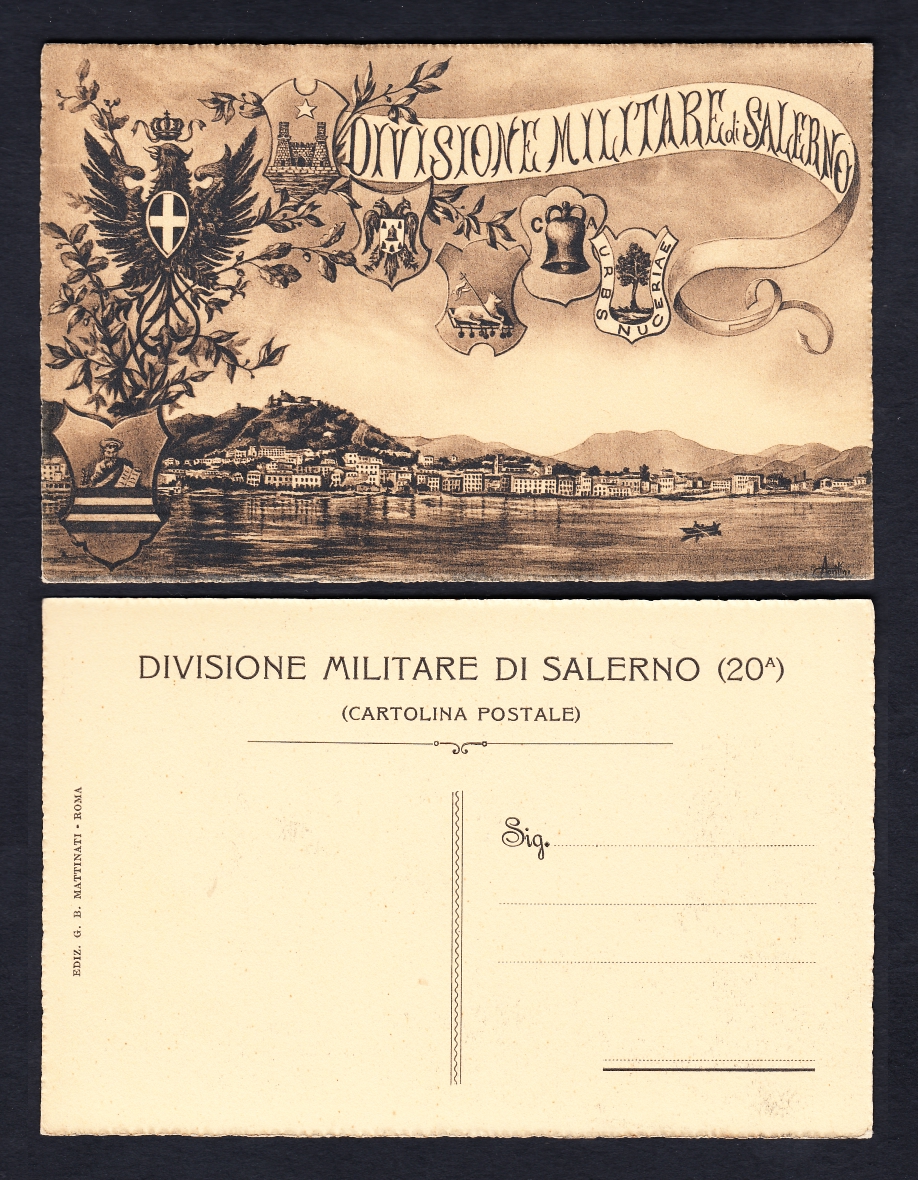 DIVISIONE MILITARE di SALERNO
C A
URBS NUCERIAE
DIVISIONE MILITARE DI SALERNO (20ᴬ)
(CARTOLINA POSTALE)
EDIZ. G. B. MATTINATI - ROMA
Sig.